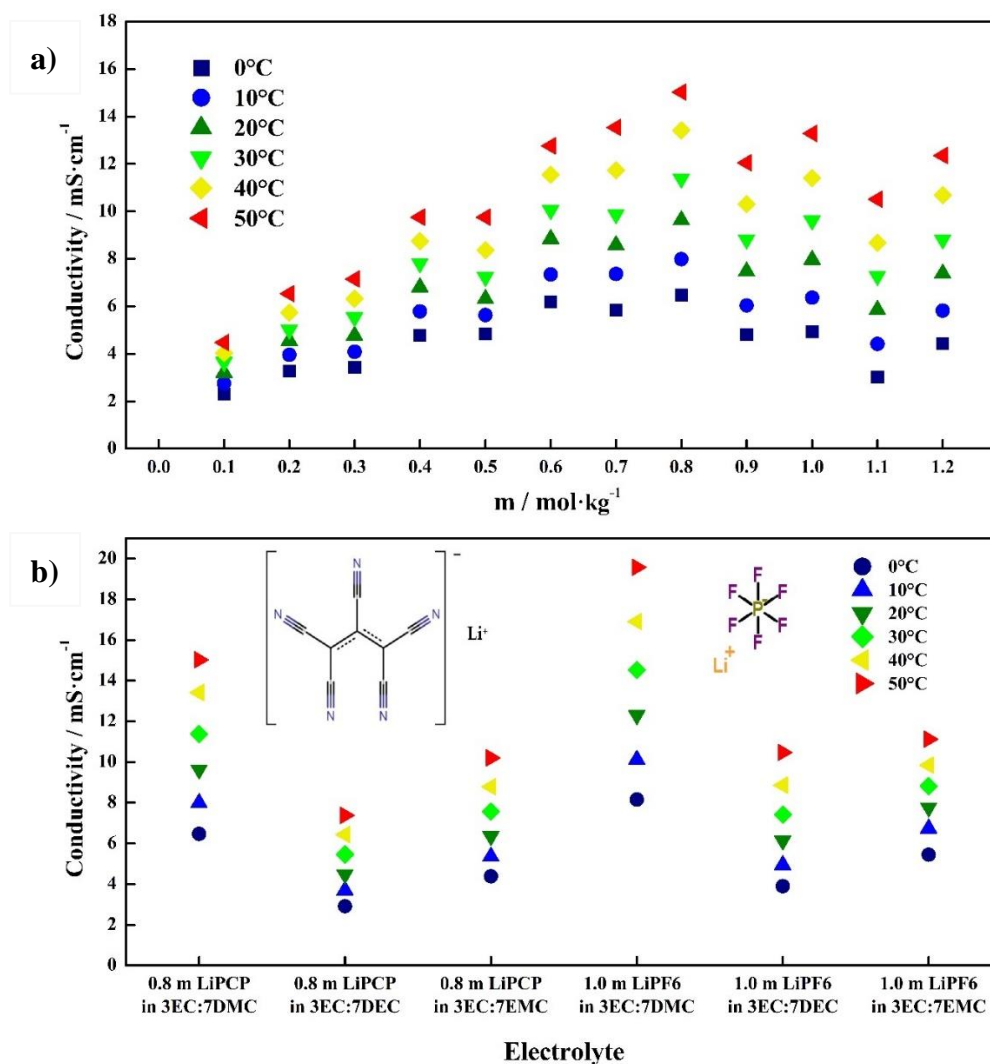 a)
18
16
14
12
10
8
6
4
2
0
Conductivity / mS·cm⁻¹
0°C
10°C
20°C
30°C
40°C
50°C
0.0 0.1 0.2 0.3 0.4 0.5 0.6 0.7 0.8 0.9 1.0 1.1 1.2
m / mol·kg⁻¹
b)
20
18
16
14
12
10
8
6
4
2
0
Conductivity / mS·cm⁻¹
N
N
N
N
N
−
Li⁺
F
F
F
P⁻
F
F
F
Li⁺
0°C
10°C
20°C
30°C
40°C
50°C
0.8 m LiPCP
in 3EC:7DMC
0.8 m LiPCP
in 3EC:7DEC
0.8 m LiPCP
in 3EC:7EMC
1.0 m LiPF6
in 3EC:7DMC
1.0 m LiPF6
in 3EC:7DEC
1.0 m LiPF6
in 3EC:7EMC
Electrolyte